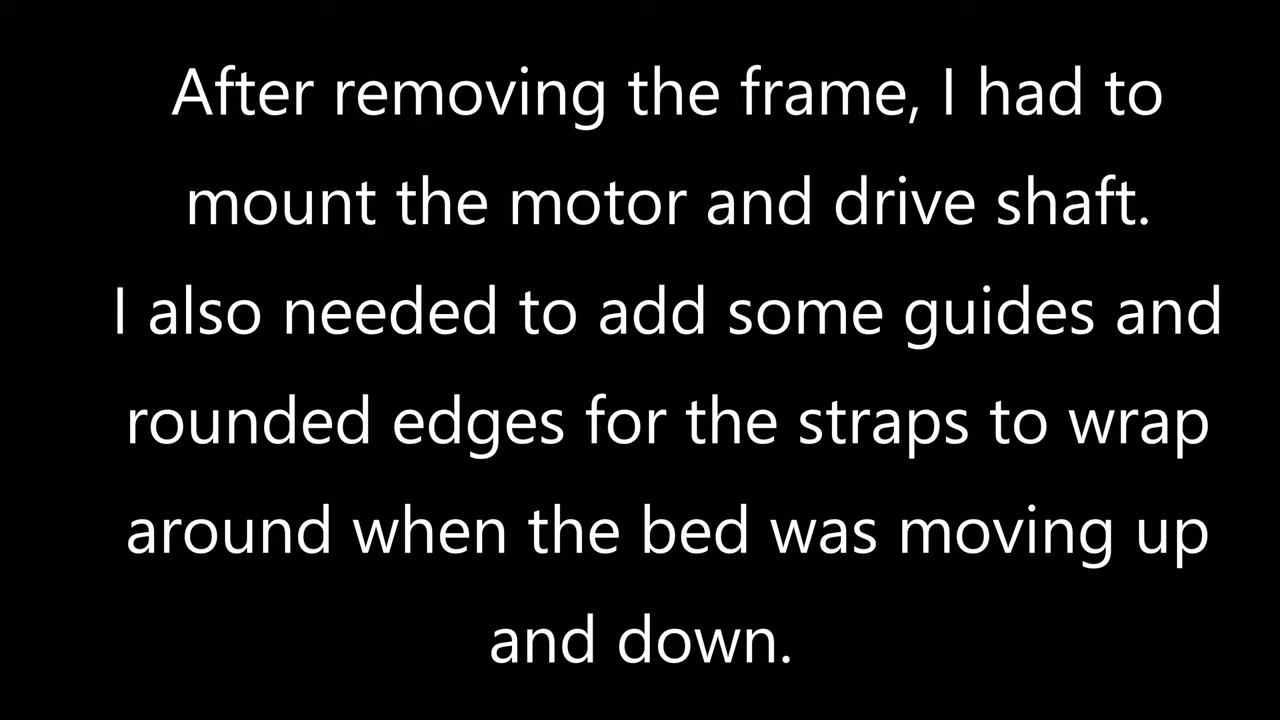 After removing the frame, I had to
mount the motor and drive shaft.
I also needed to add some guides and
rounded edges for the straps to wrap
around when the bed was moving up
and down.